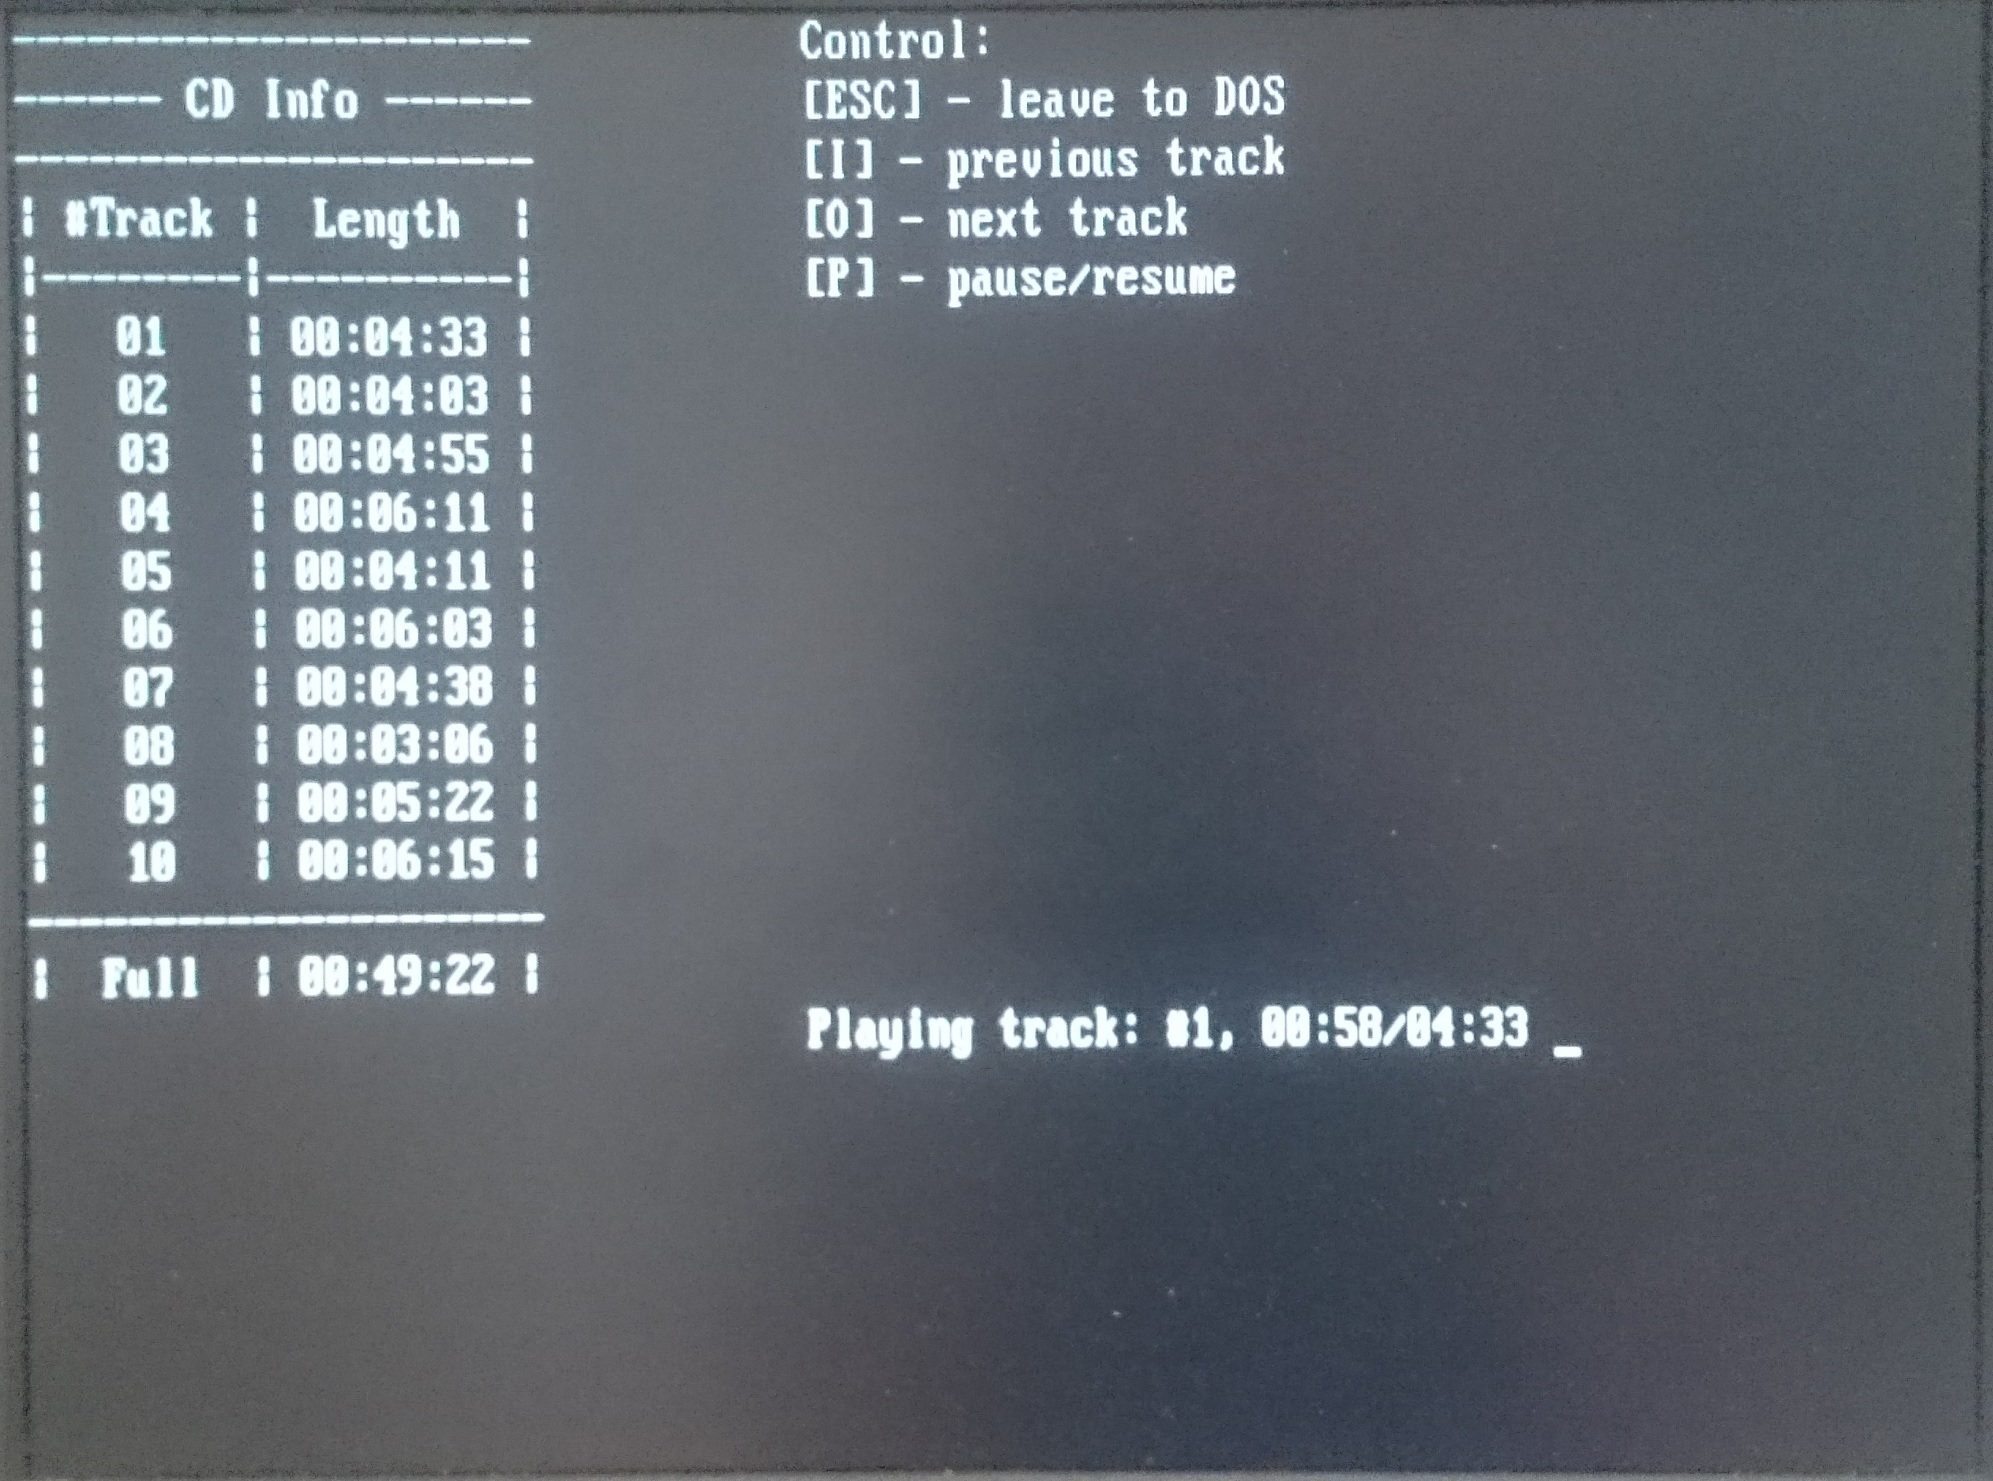 ----------------------
------ CD Info ------
----------------------
¦ #Track ¦  Length  ¦
¦--------¦----------¦
¦   01   ¦ 00:04:33 ¦
¦   02   ¦ 00:04:03 ¦
¦   03   ¦ 00:04:55 ¦
¦   04   ¦ 00:06:11 ¦
¦   05   ¦ 00:04:11 ¦
¦   06   ¦ 00:06:03 ¦
¦   07   ¦ 00:04:38 ¦
¦   08   ¦ 00:03:06 ¦
¦   09   ¦ 00:05:22 ¦
¦   10   ¦ 00:06:15 ¦
----------------------
¦  Full  ¦ 00:49:22 ¦
Control:
[ESC] - leave to DOS
[I] - previous track
[O] - next track
[P] - pause/resume
Playing track: #1, 00:58/04:33 _